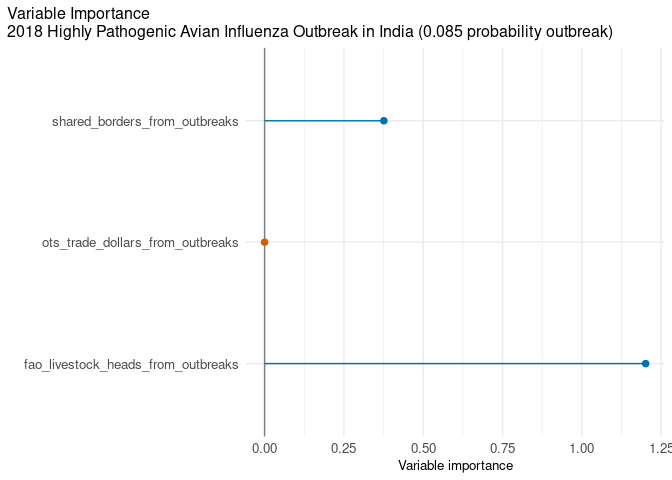 Variable Importance
2018 Highly Pathogenic Avian Influenza Outbreak in India (0.085 probability outbreak)
shared_borders_from_outbreaks
ots_trade_dollars_from_outbreaks
fao_livestock_heads_from_outbreaks
0.00 0.25 0.50 0.75 1.00 1.25
Variable importance